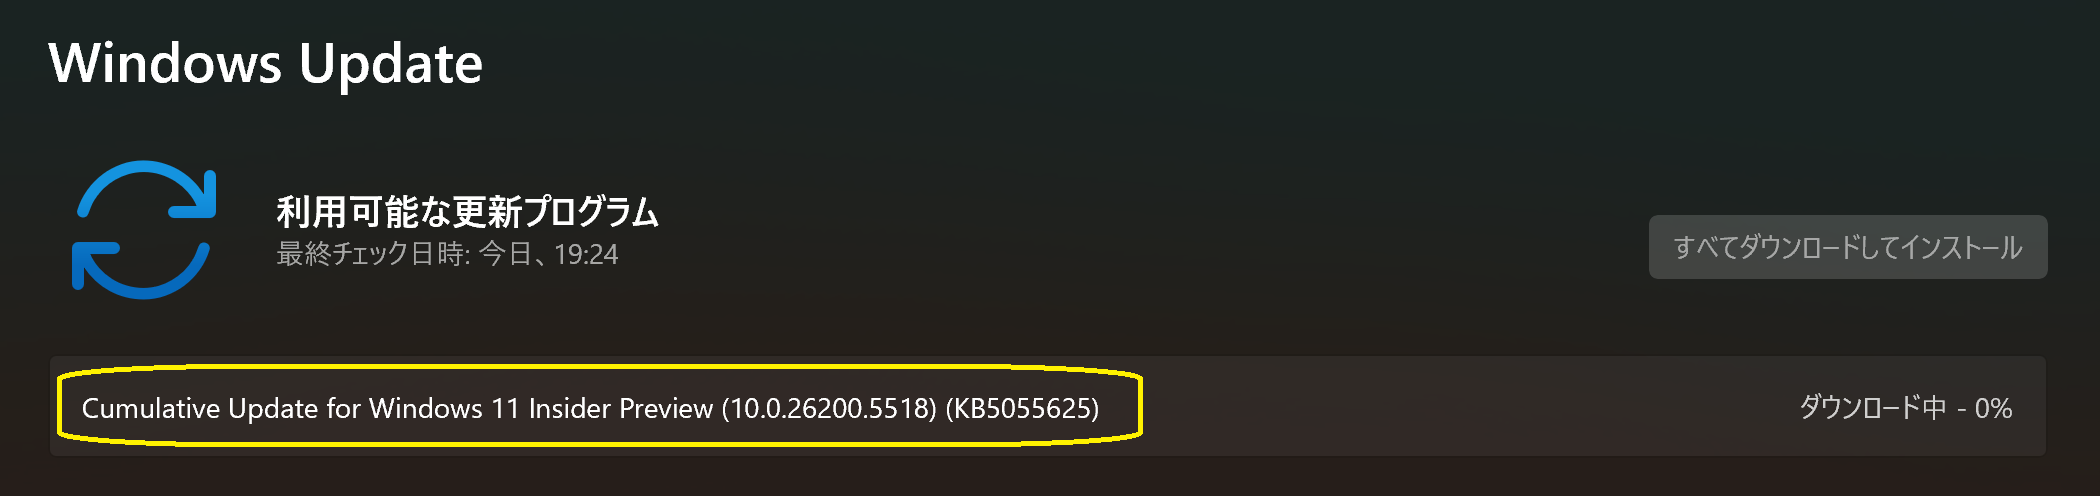 Windows Update
利用可能な更新プログラム
最終チェック日時: 今日、19:24
すべてダウンロードしてインストール
Cumulative Update for Windows 11 Insider Preview (10.0.26200.5518) (KB5055625)
ダウンロード中 - 0%